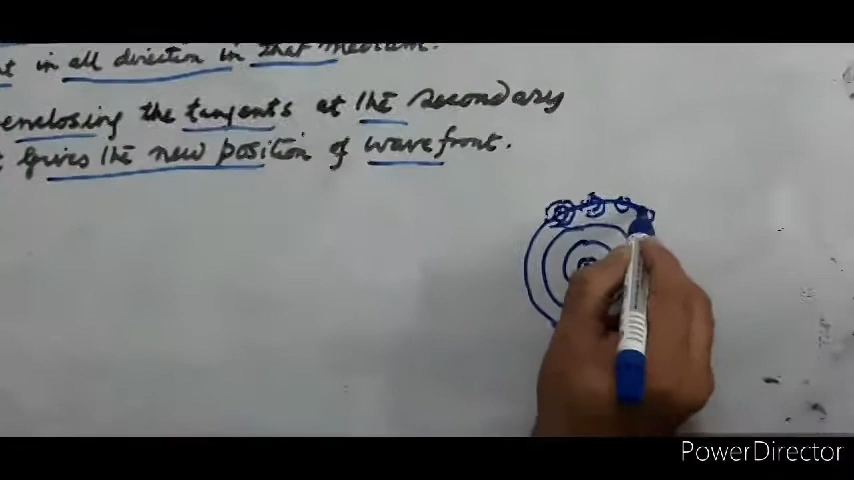 in all direction in that medium.
enclosing the tangents at the secondary
gives the new position of wavefront.
PowerDirector